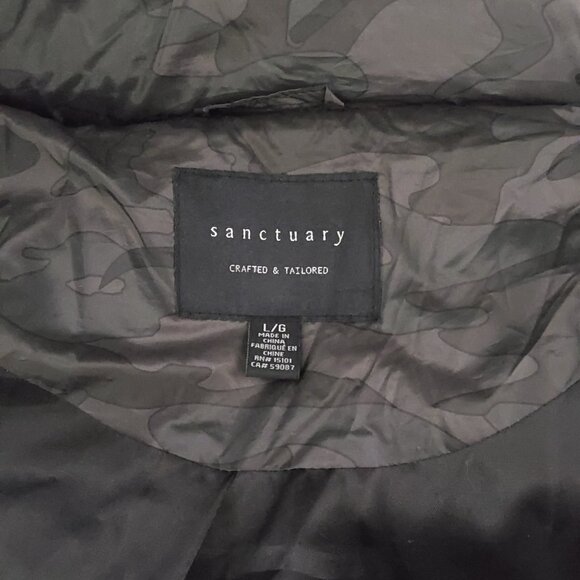 sanctuary
CRAFTED & TAILORED
L/G
MADE IN
CHINA
FABRIQUÉ EN
CHINE
RN# 15101
CA# 59087